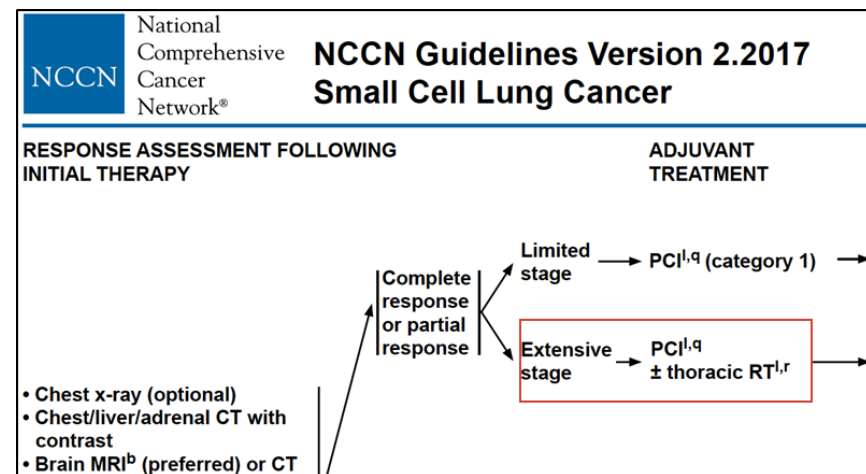 National
Comprehensive
NCCN Cancer
Network®
NCCN Guidelines Version 2.2017
Small Cell Lung Cancer
RESPONSE ASSESSMENT FOLLOWING
INITIAL THERAPY
ADJUVANT
TREATMENT
Complete
response
or partial
response
Limited
stage
PCIˡ,q (category 1)
Extensive
stage
PCIˡ,q
± thoracic RTˡ,r
• Chest x-ray (optional)
• Chest/liver/adrenal CT with
contrast
• Brain MRIᵇ (preferred) or CT